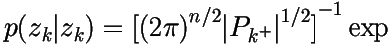 p(z_k|z_k) = [(2π)^{n/2}|P_{k^+}|^{1/2}]^{-1} exp